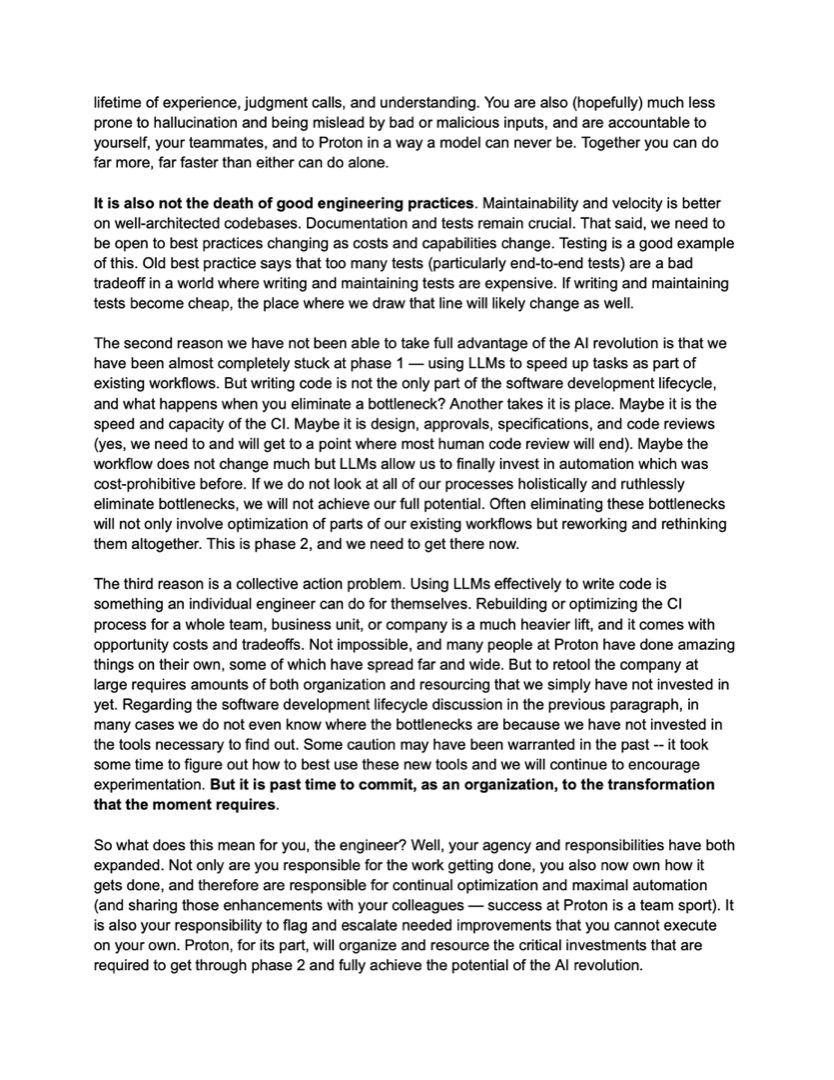 lifetime of experience, judgment calls, and understanding. You are also (hopefully) much less
prone to hallucination and being mislead by bad or malicious inputs, and are accountable to
yourself, your teammates, and to Proton in a way a model can never be. Together you can do
far more, far faster than either can do alone.
It is also not the death of good engineering practices. Maintainability and velocity is better
on well-architected codebases. Documentation and tests remain crucial. That said, we need to
be open to best practices changing as costs and capabilities change. Testing is a good example
of this. Old best practice says that too many tests (particularly end-to-end tests) are a bad
tradeoff in a world where writing and maintaining tests are expensive. If writing and maintaining
tests become cheap, the place where we draw that line will likely change as well.
The second reason we have not been able to take full advantage of the AI revolution is that we
have been almost completely stuck at phase 1 — using LLMs to speed up tasks as part of
existing workflows. But writing code is not the only part of the software development lifecycle,
and what happens when you eliminate a bottleneck? Another takes it is place. Maybe it is the
speed and capacity of the CI. Maybe it is design, approvals, specifications, and code reviews
(yes, we need to and will get to a point where most human code review will end). Maybe the
workflow does not change much but LLMs allow us to finally invest in automation which was
cost-prohibitive before. If we do not look at all of our processes holistically and ruthlessly
eliminate bottlenecks, we will not achieve our full potential. Often eliminating these bottlenecks
will not only involve optimization of parts of our existing workflows but reworking and rethinking
them altogether. This is phase 2, and we need to get there now.
The third reason is a collective action problem. Using LLMs effectively to write code is
something an individual engineer can do for themselves. Rebuilding or optimizing the CI
process for a whole team, business unit, or company is a much heavier lift, and it comes with
opportunity costs and tradeoffs. Not impossible, and many people at Proton have done amazing
things on their own, some of which have spread far and wide. But to retool the company at
large requires amounts of both organization and resourcing that we simply have not invested in
yet. Regarding the software development lifecycle discussion in the previous paragraph, in
many cases we do not even know where the bottlenecks are because we have not invested in
the tools necessary to find out. Some caution may have been warranted in the past -- it took
some time to figure out how to best use these new tools and we will continue to encourage
experimentation. But it is past time to commit, as an organization, to the transformation
that the moment requires.
So what does this mean for you, the engineer? Well, your agency and responsibilities have both
expanded. Not only are you responsible for the work getting done, you also now own how it
gets done, and therefore are responsible for continual optimization and maximal automation
(and sharing those enhancements with your colleagues — success at Proton is a team sport). It
is also your responsibility to flag and escalate needed improvements that you cannot execute
on your own. Proton, for its part, will organize and resource the critical investments that are
required to get through phase 2 and fully achieve the potential of the AI revolution.